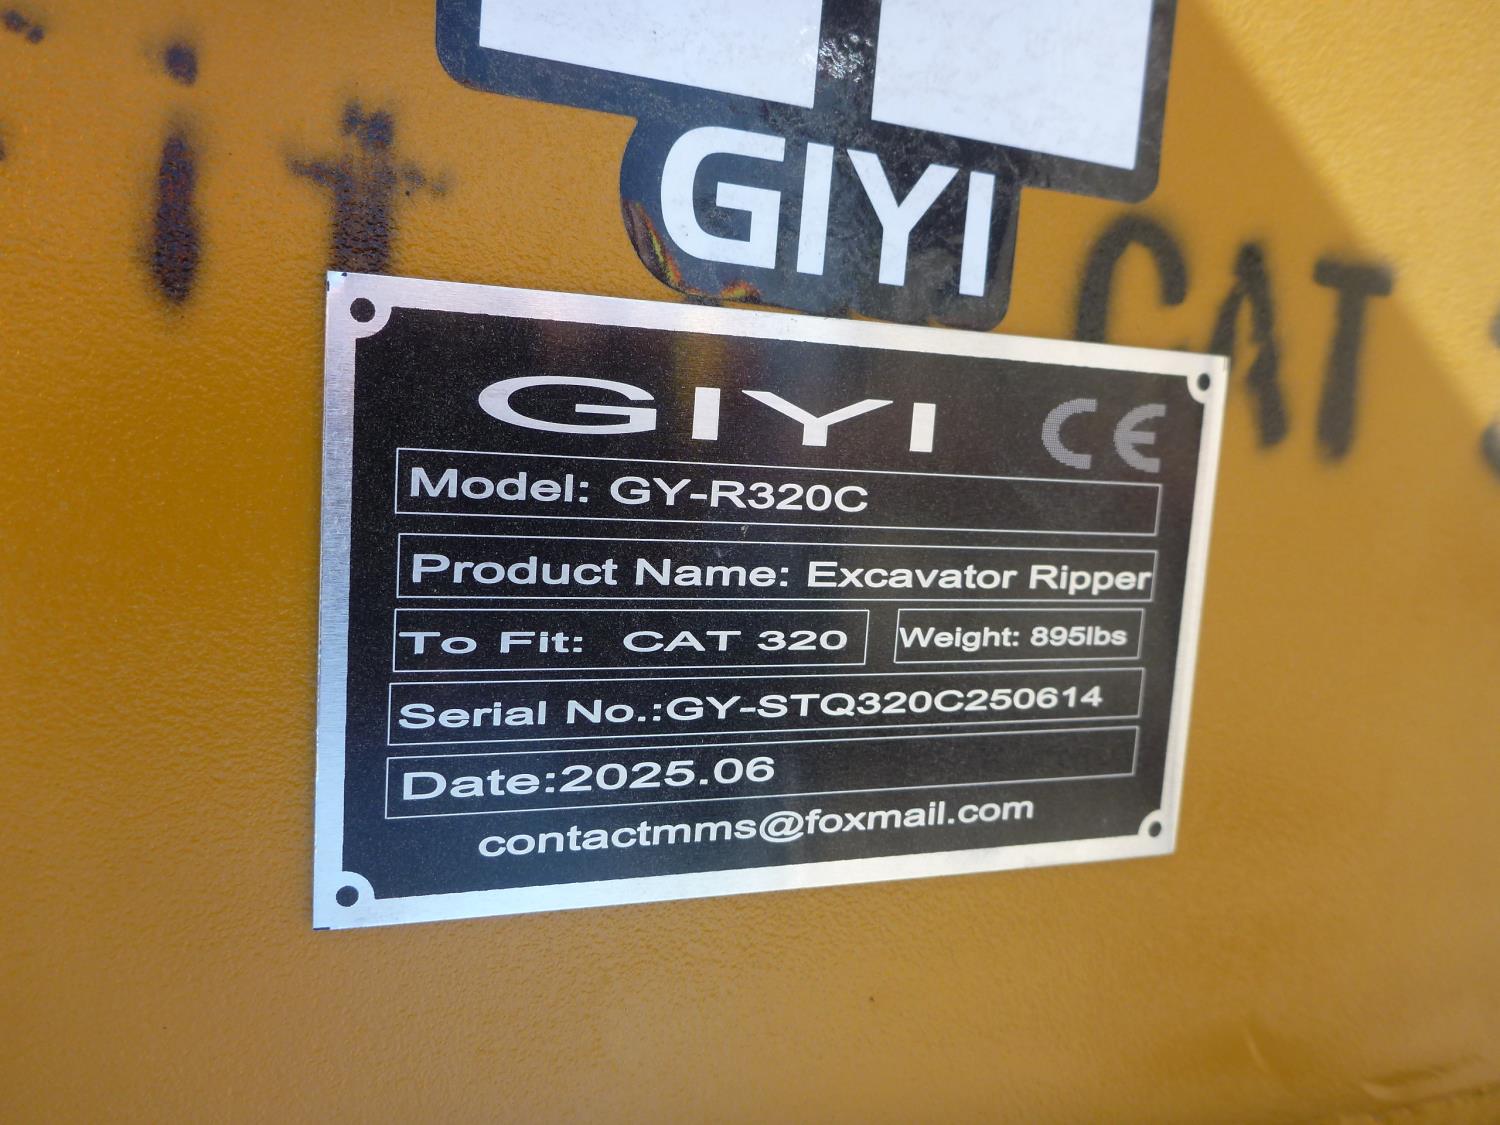 GIYI
Fit CAT
GIYI CE
Model: GY-R320C
Product Name: Excavator Ripper
To Fit: CAT 320 Weight: 895lbs
Serial No.:GY-STQ320C250614
Date:2025.06
contactmms@foxmail.com